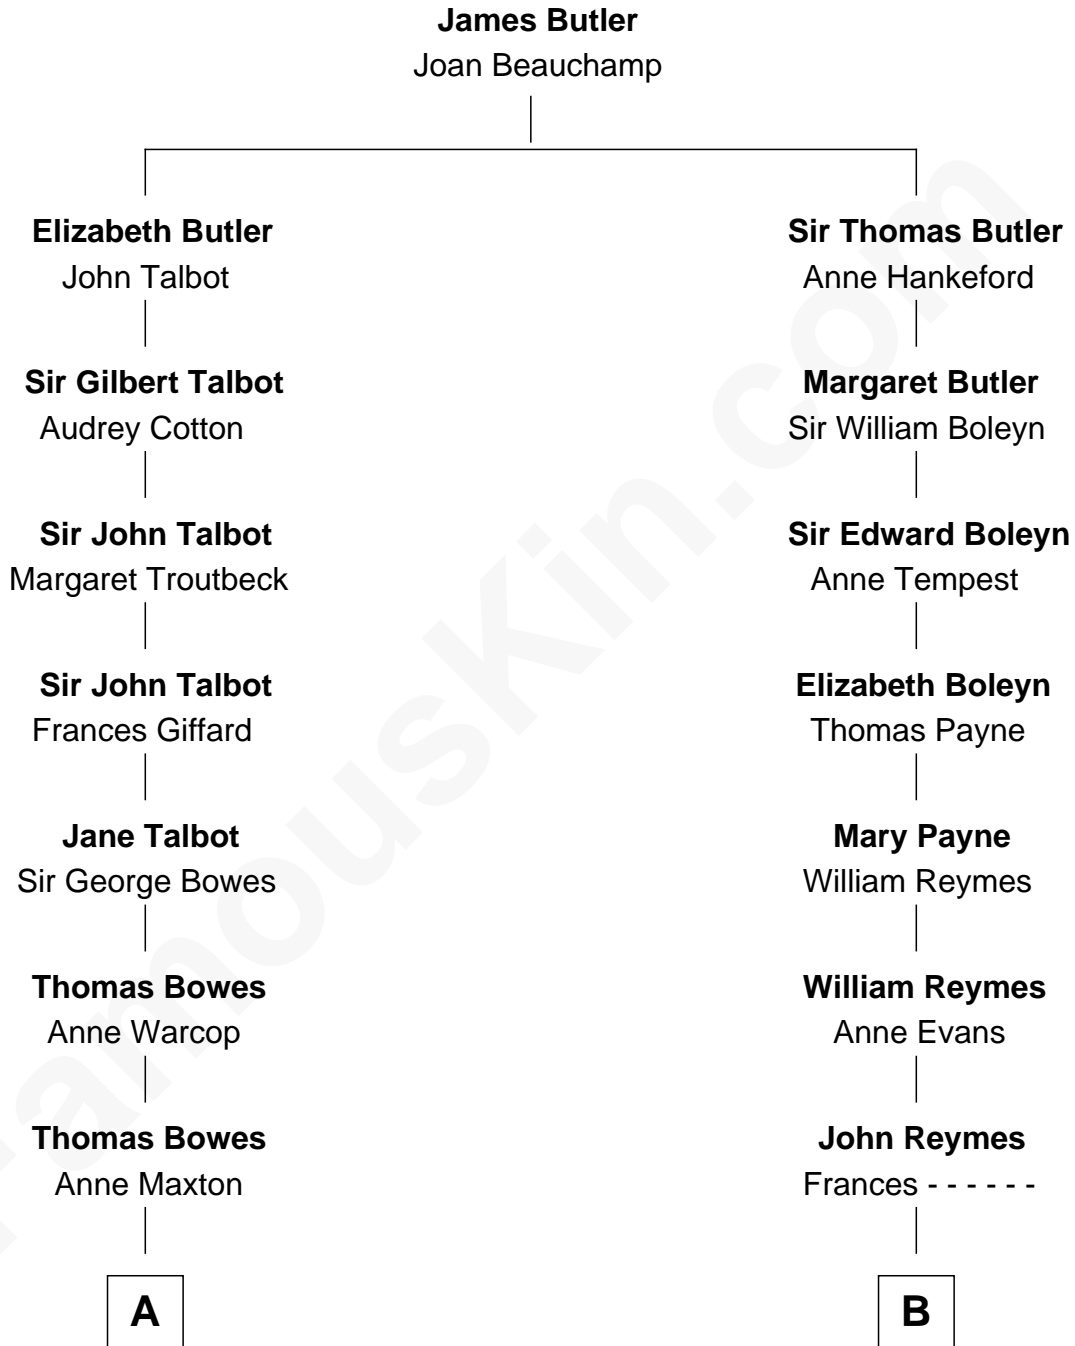 James Butler
Joan Beauchamp
Elizabeth Butler
John Talbot
Sir Gilbert Talbot
Audrey Cotton
Sir John Talbot
Margaret Troutbeck
Sir John Talbot
Frances Giffard
Jane Talbot
Sir George Bowes
Thomas Bowes
Anne Warcop
Thomas Bowes
Anne Maxton
A
Sir Thomas Butler
Anne Hankeford
Margaret Butler
Sir William Boleyn
Sir Edward Boleyn
Anne Tempest
Elizabeth Boleyn
Thomas Payne
Mary Payne
William Reymes
William Reymes
Anne Evans
John Reymes
Frances - - - - - -
B
FamousKin.com